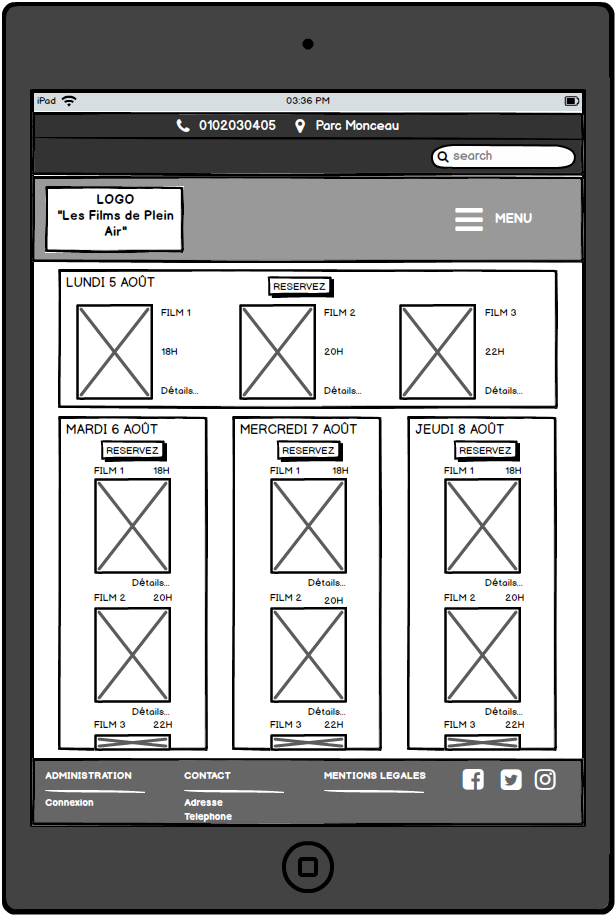 iPad 03:36 PM
0102030405 Parc Monceau
search
LOGO
"Les Films de Plein
Air"
MENU
LUNDI 5 AOÛT
RESERVEZ
FILM 1 FILM 2 FILM 3
18H 20H 22H
Détails... Détails... Détails...
MARDI 6 AOÛT MERCREDI 7 AOÛT JEUDI 8 AOÛT
RESERVEZ RESERVEZ RESERVEZ
FILM 1 18H FILM 1 18H FILM 1 18H
Détails... Détails... Détails...
FILM 2 20H FILM 2 20H FILM 2 20H
Détails... Détails... Détails...
FILM 3 22H FILM 3 22H FILM 3 22H
ADMINISTRATION CONTACT MENTIONS LEGALES
Connexion Adresse
Telephone